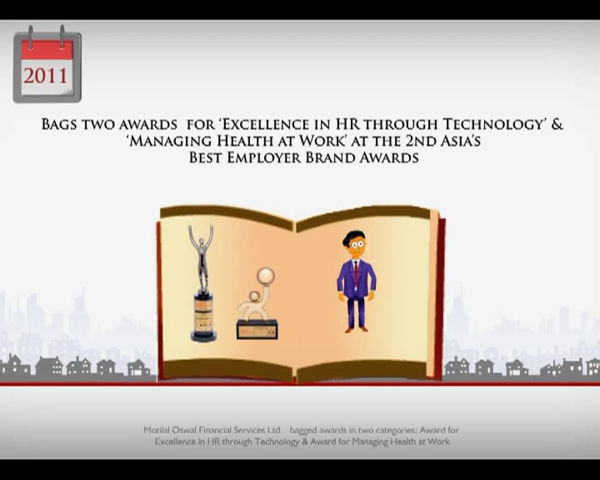 2011
Bags two awards for 'Excellence in HR through Technology' &
'Managing Health at Work' at the 2nd Asia's
Best Employer Brand Awards
Motilal Oswal Financial Services Ltd. bagged awards in two categories: Award for
Excellence in HR through Technology & Award for Managing Health at Work